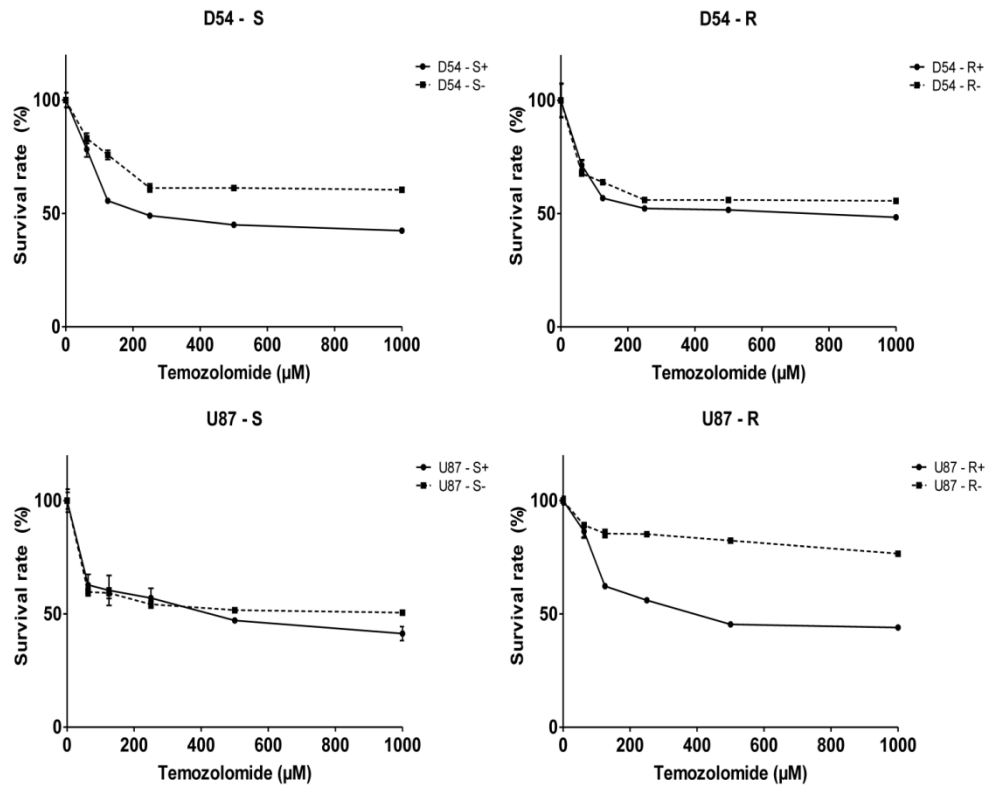 D54 - S
D54 - S+
D54 - S-
Survival rate (%)
100
50
0
0 200 400 600 800 1000
Temozolomide (µM)
D54 - R
D54 - R+
D54 - R-
Survival rate (%)
100
50
0
0 200 400 600 800 1000
Temozolomide (µM)
U87 - S
U87 - S+
U87 - S-
Survival rate (%)
100
50
0
0 200 400 600 800 1000
Temozolomide (µM)
U87 - R
U87 - R+
U87 - R-
Survival rate (%)
100
50
0
0 200 400 600 800 1000
Temozolomide (µM)